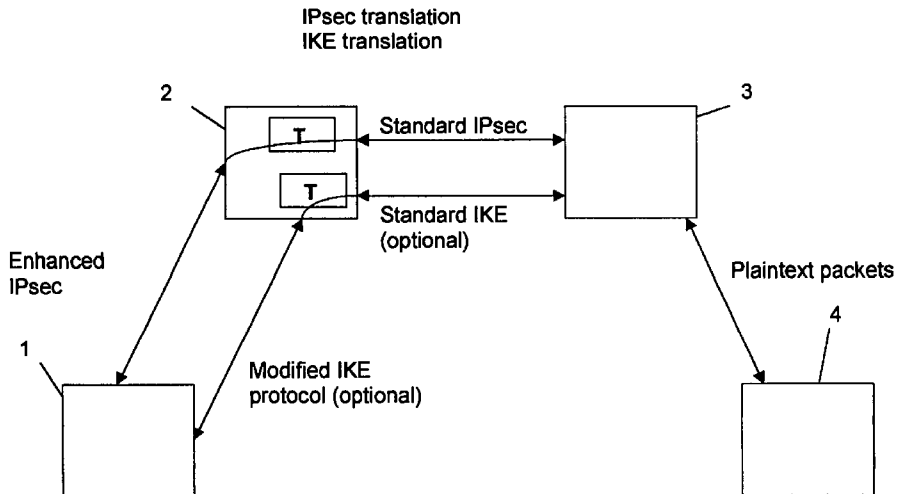 IPsec translation
IKE translation
2
3
T
Standard IPsec
T
Standard IKE
(optional)
Enhanced
IPsec
Plaintext packets
1
4
Modified IKE
protocol (optional)